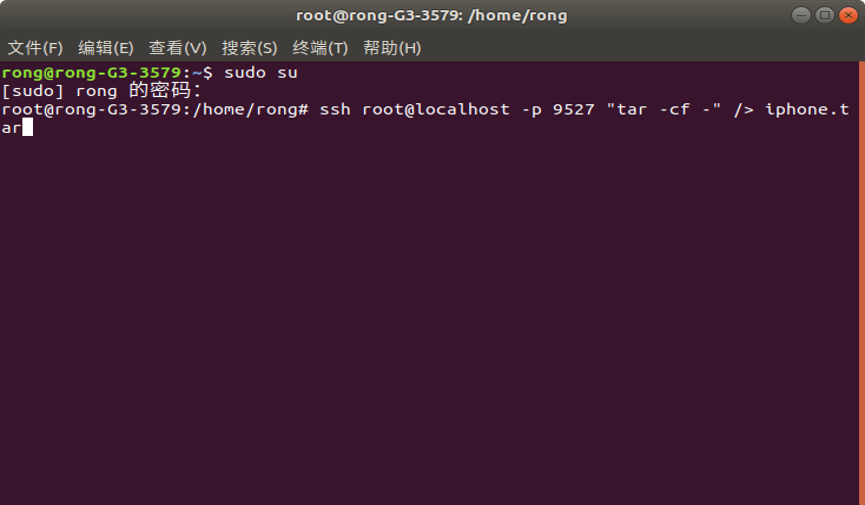 root@rong-G3-3579: /home/rong
文件(F) 编辑(E) 查看(V) 搜索(S) 终端(T) 帮助(H)
rong@rong-G3-3579:~$ sudo su
[sudo] rong 的密码：
root@rong-G3-3579:/home/rong# ssh root@localhost -p 9527 "tar -cf -" /> iphone.t
ar